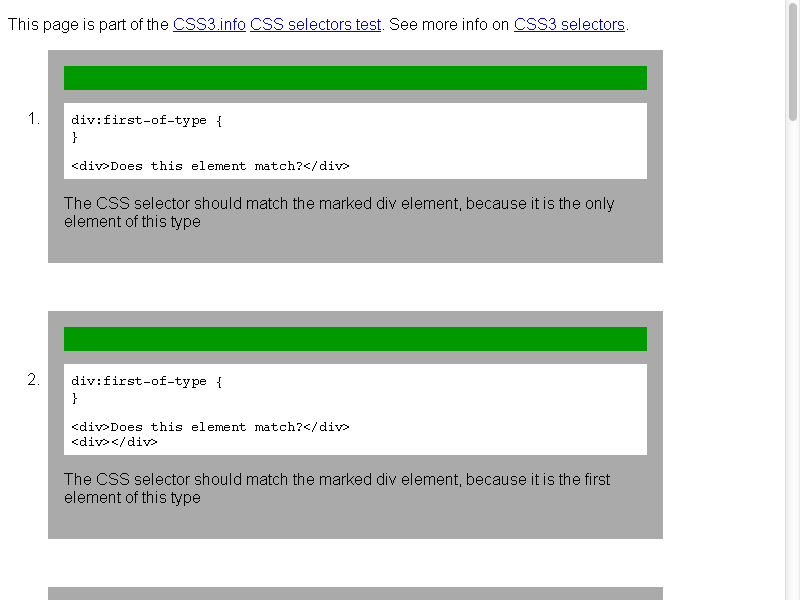 This page is part of the CSS3.info CSS selectors test. See more info on CSS3 selectors.
1.
div:first-of-type {
}
<div>Does this element match?</div>
The CSS selector should match the marked div element, because it is the only
element of this type
2.
div:first-of-type {
}
<div>Does this element match?</div>
<div></div>
The CSS selector should match the marked div element, because it is the first
element of this type